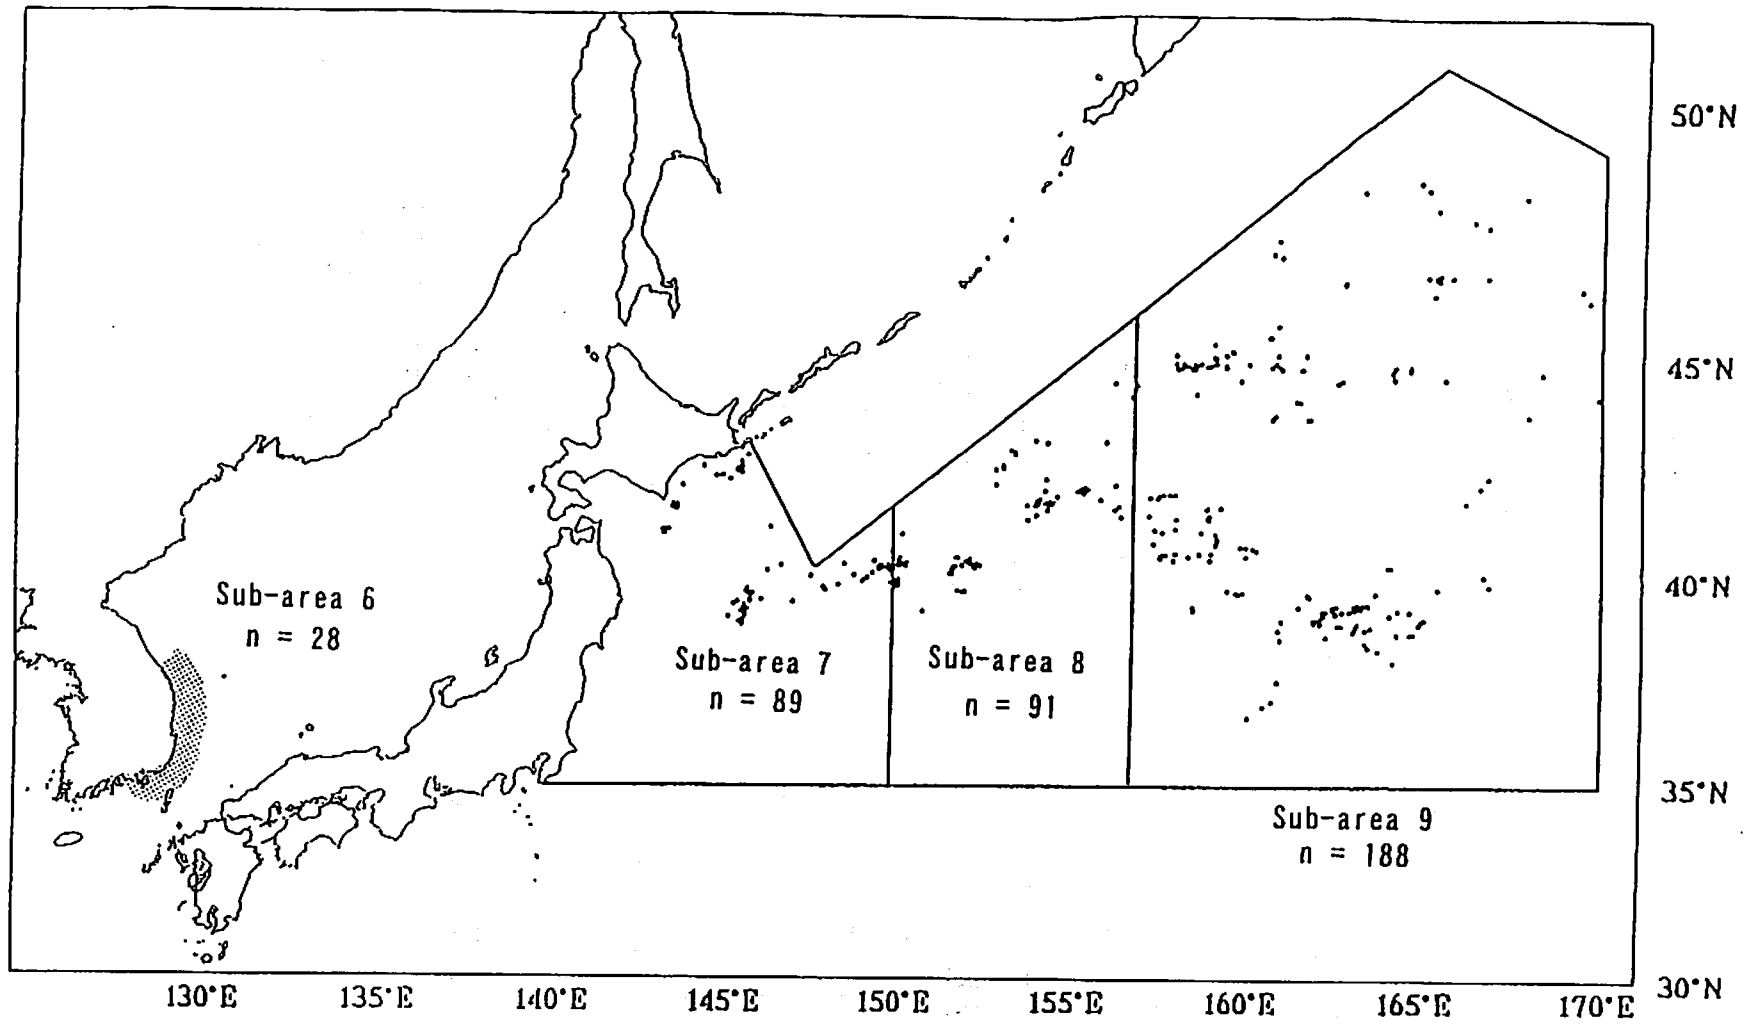 50°N
45°N
Sub-area 6
n = 28
40°N
Sub-area 7
n = 89
Sub-area 8
n = 91
35°N
Sub-area 9
n = 188
30°N
130°E
135°E
140°E
145°E
150°E
155°E
160°E
165°E
170°E